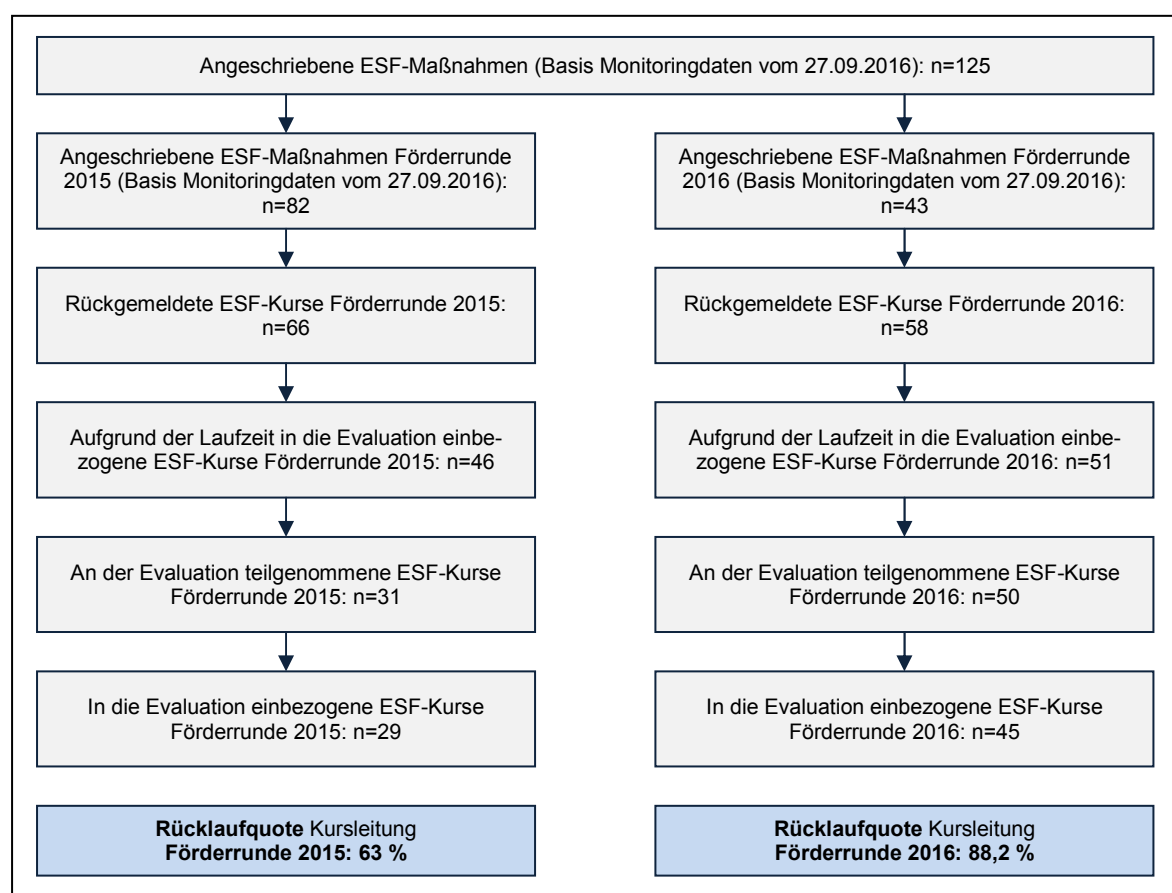 Angeschriebene ESF-Maßnahmen (Basis Monitoringdaten vom 27.09.2016): n=125
Angeschriebene ESF-Maßnahmen Förderrunde
2015 (Basis Monitoringdaten vom 27.09.2016):
n=82
Rückgemeldete ESF-Kurse Förderrunde 2015:
n=66
Aufgrund der Laufzeit in die Evaluation einbe-
zogene ESF-Kurse Förderrunde 2015: n=46
An der Evaluation teilgenommene ESF-Kurse
Förderrunde 2015: n=31
In die Evaluation einbezogene ESF-Kurse
Förderrunde 2015: n=29
Rücklaufquote Kursleitung
Förderrunde 2015: 63 %
Angeschriebene ESF-Maßnahmen Förderrunde
2016 (Basis Monitoringdaten vom 27.09.2016):
n=43
Rückgemeldete ESF-Kurse Förderrunde 2016:
n=58
Aufgrund der Laufzeit in die Evaluation einbe-
zogene ESF-Kurse Förderrunde 2016: n=51
An der Evaluation teilgenommene ESF-Kurse
Förderrunde 2016: n=50
In die Evaluation einbezogene ESF-Kurse
Förderrunde 2016: n=45
Rücklaufquote Kursleitung
Förderrunde 2016: 88,2 %